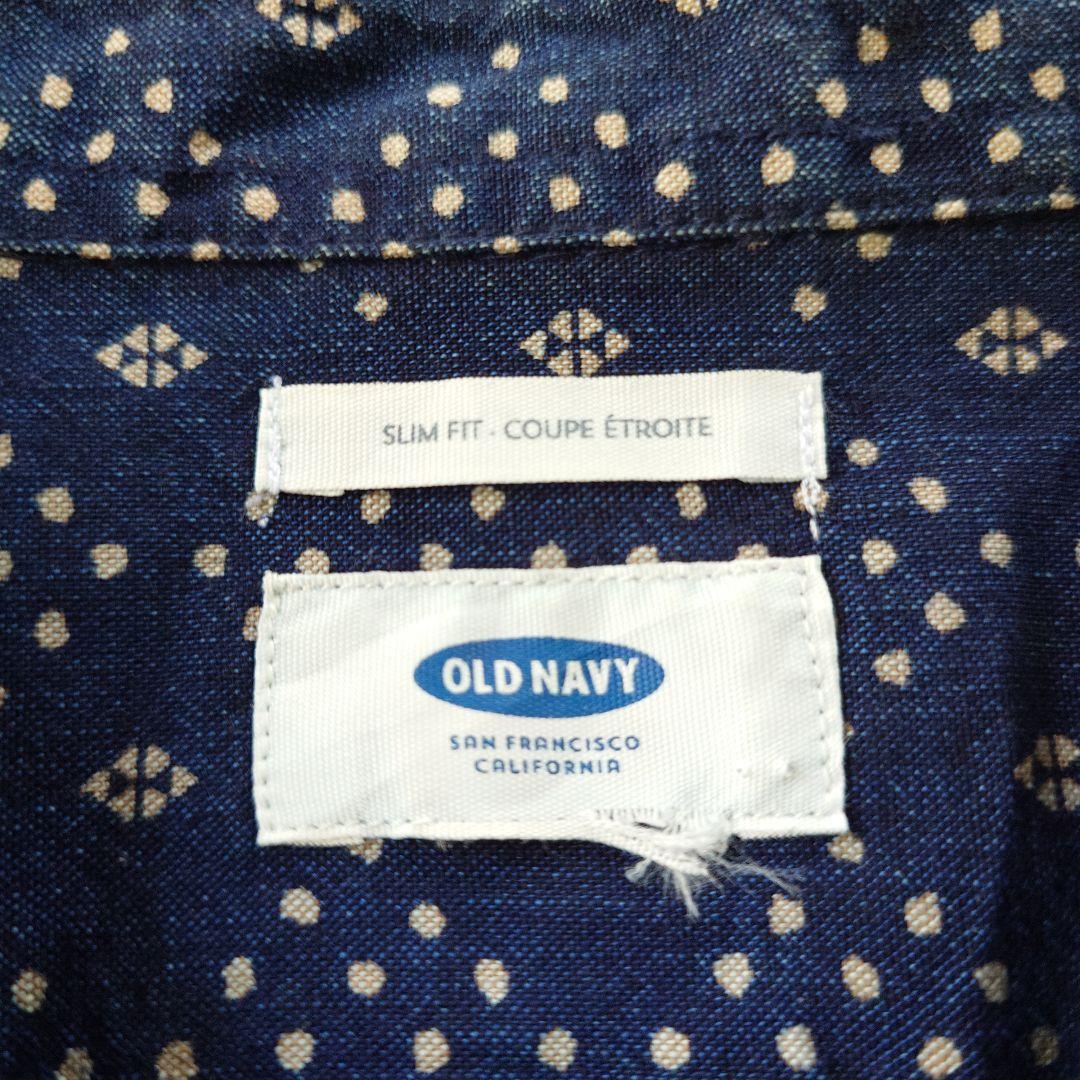 SLIM FIT · COUPE ÉTROITE
OLD NAVY
SAN FRANCISCO
CALIFORNIA